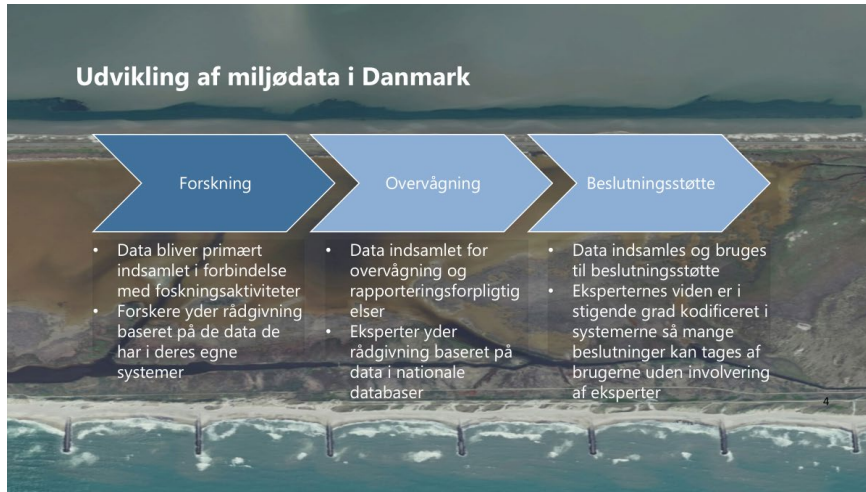 Udvikling af miljødata i Danmark
Forskning
Overvågning
Beslutningsstøtte
• Data bliver primært
indsamlet i forbindelse
med foskningsaktiviteter
• Forskere yder rådgivning
baseret på de data de
har i deres egne
systemer
• Data indsamlet for
overvågning og
rapporteringsforpligtig
elser
• Eksperter yder
rådgivning baseret på
data i nationale
databaser
• Data indsamles og bruges
til beslutningsstøtte
• Eksperternes viden er i
stigende grad kodificeret i
systemerne så mange
beslutninger kan tages af
brugerne uden involvering
af eksperter
4